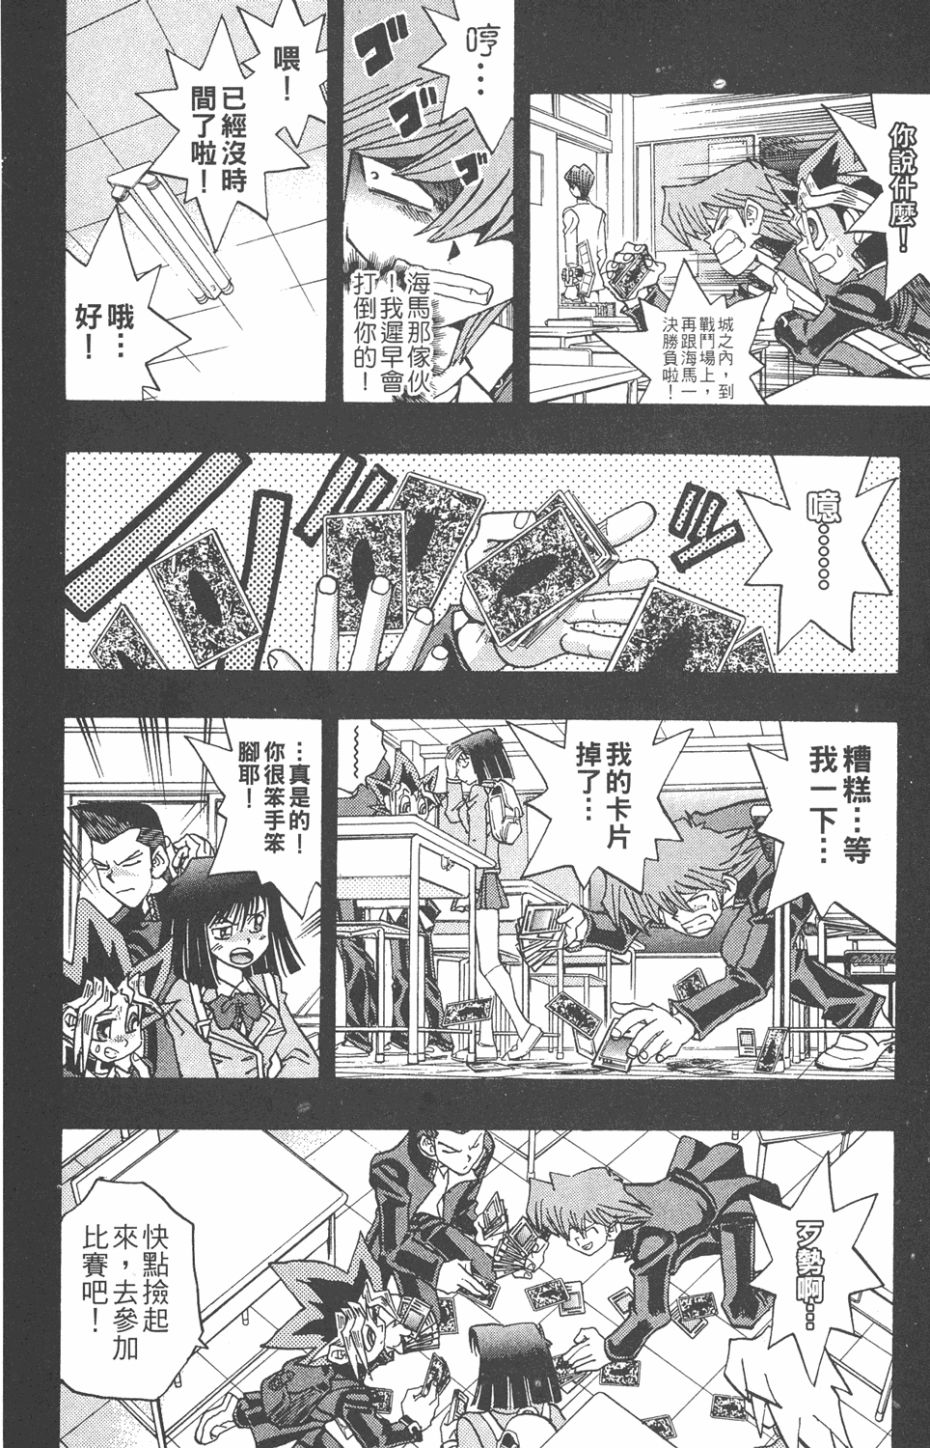 你說什麼！
城之內，到
戰鬥場上，
再跟海馬一
決勝負啦！
哼…
ゴ
ゴ
ゴ
海馬那傢伙
！我遲早會
打倒你的！
喂！
已經沒時
間了啦！
哦…
好！
噫……
糟糕…等
我一下…
我的卡片
掉了…
…真是的！
你很笨手笨
腳耶！
歹勢啊…
快點撿起
來，去參加
比賽吧！